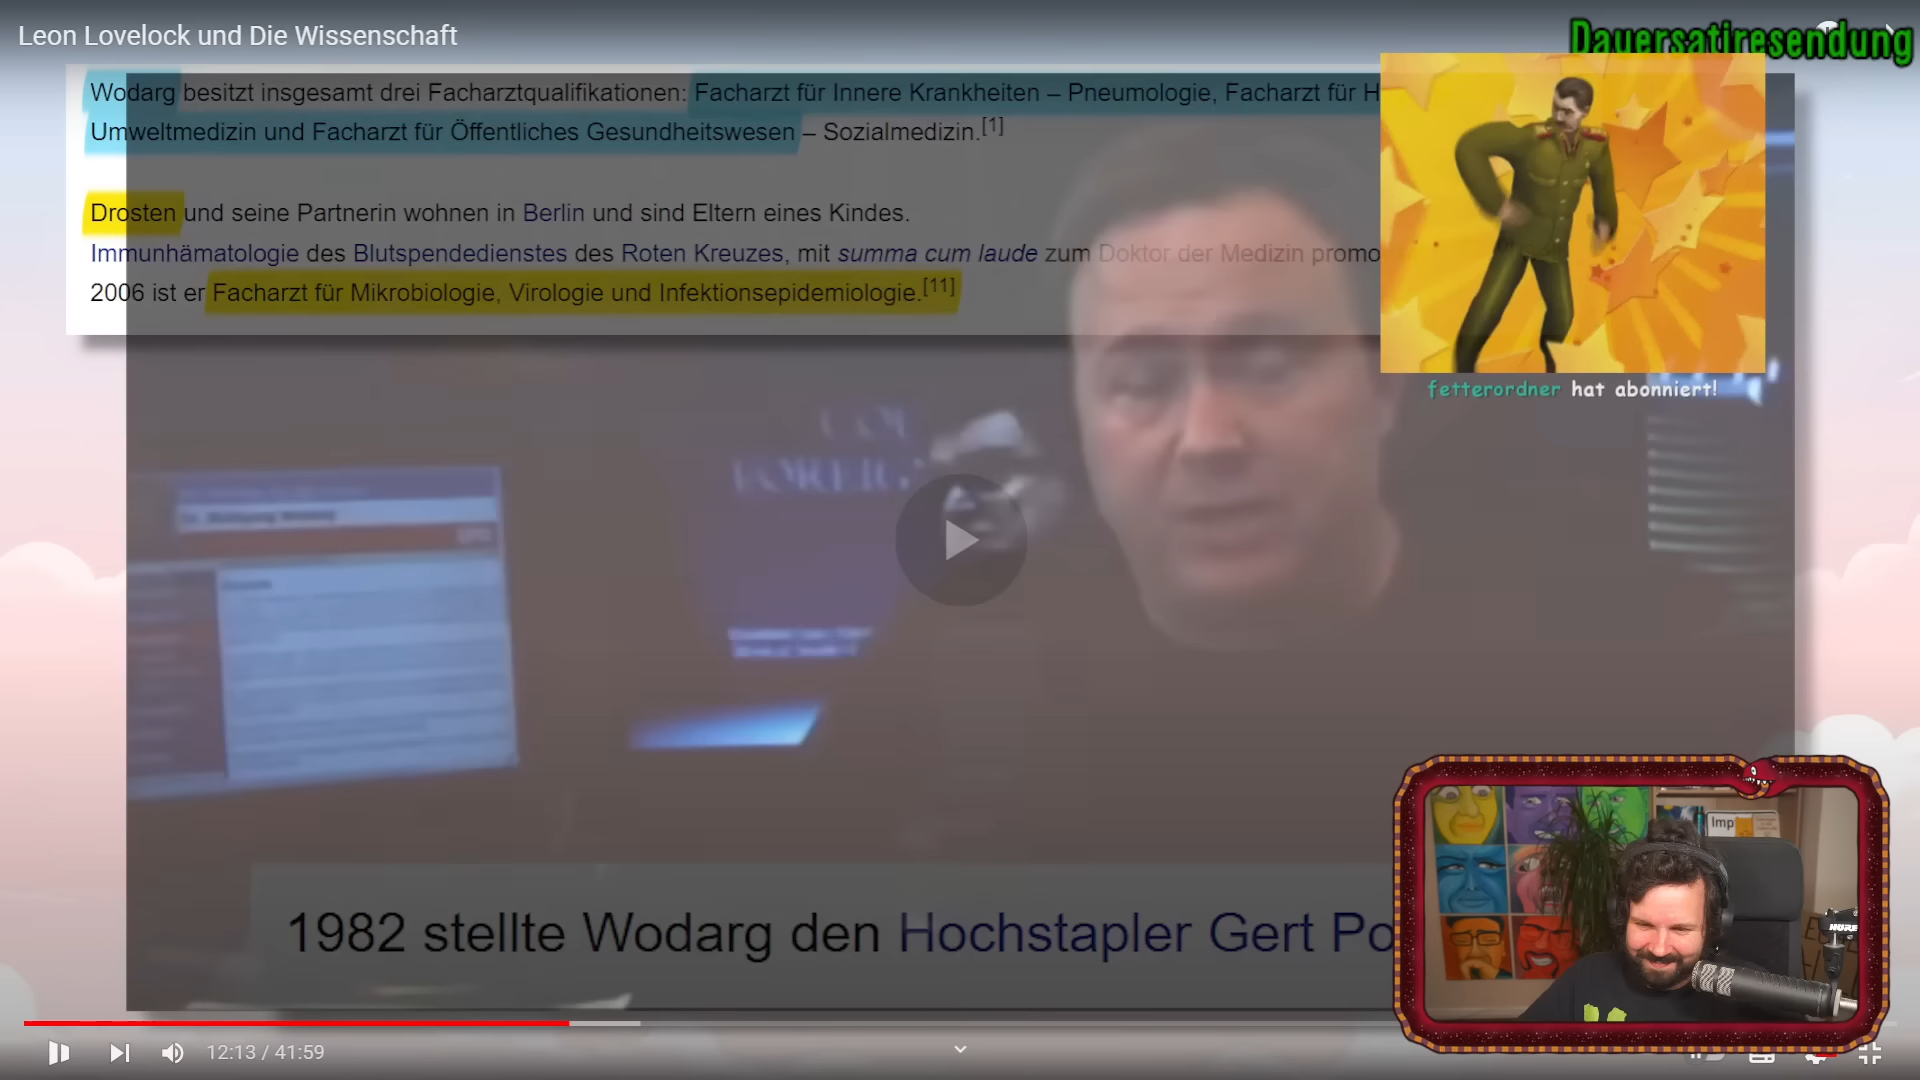 Leon Lovelock und Die Wissenschaft
Dauersatiresendung
Wodarg besitzt insgesamt drei Facharztqualifikationen: Facharzt für Innere Krankheiten – Pneumologie, Facharzt für H
Umweltmedizin und Facharzt für Öffentliches Gesundheitswesen – Sozialmedizin.[1]
Drosten und seine Partnerin wohnen in Berlin und sind Eltern eines Kindes.
Immunhämatologie des Blutspendedienstes des Roten Kreuzes, mit summa cum laude zum Doktor der Medizin promo
2006 ist er Facharzt für Mikrobiologie, Virologie und Infektionsepidemiologie.[11]
fetterordner hat abonniert!
1982 stellte Wodarg den Hochstapler Gert Po
Imp
SHURE
12:13 / 41:59